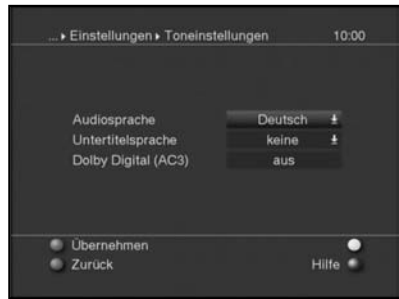 ... ▸ Einstellungen ▸ Toneinstellungen 10:00
Audiosprache Deutsch
Untertitelsprache keine
Dolby Digital (AC3) aus
Übernehmen
Zurück Hilfe